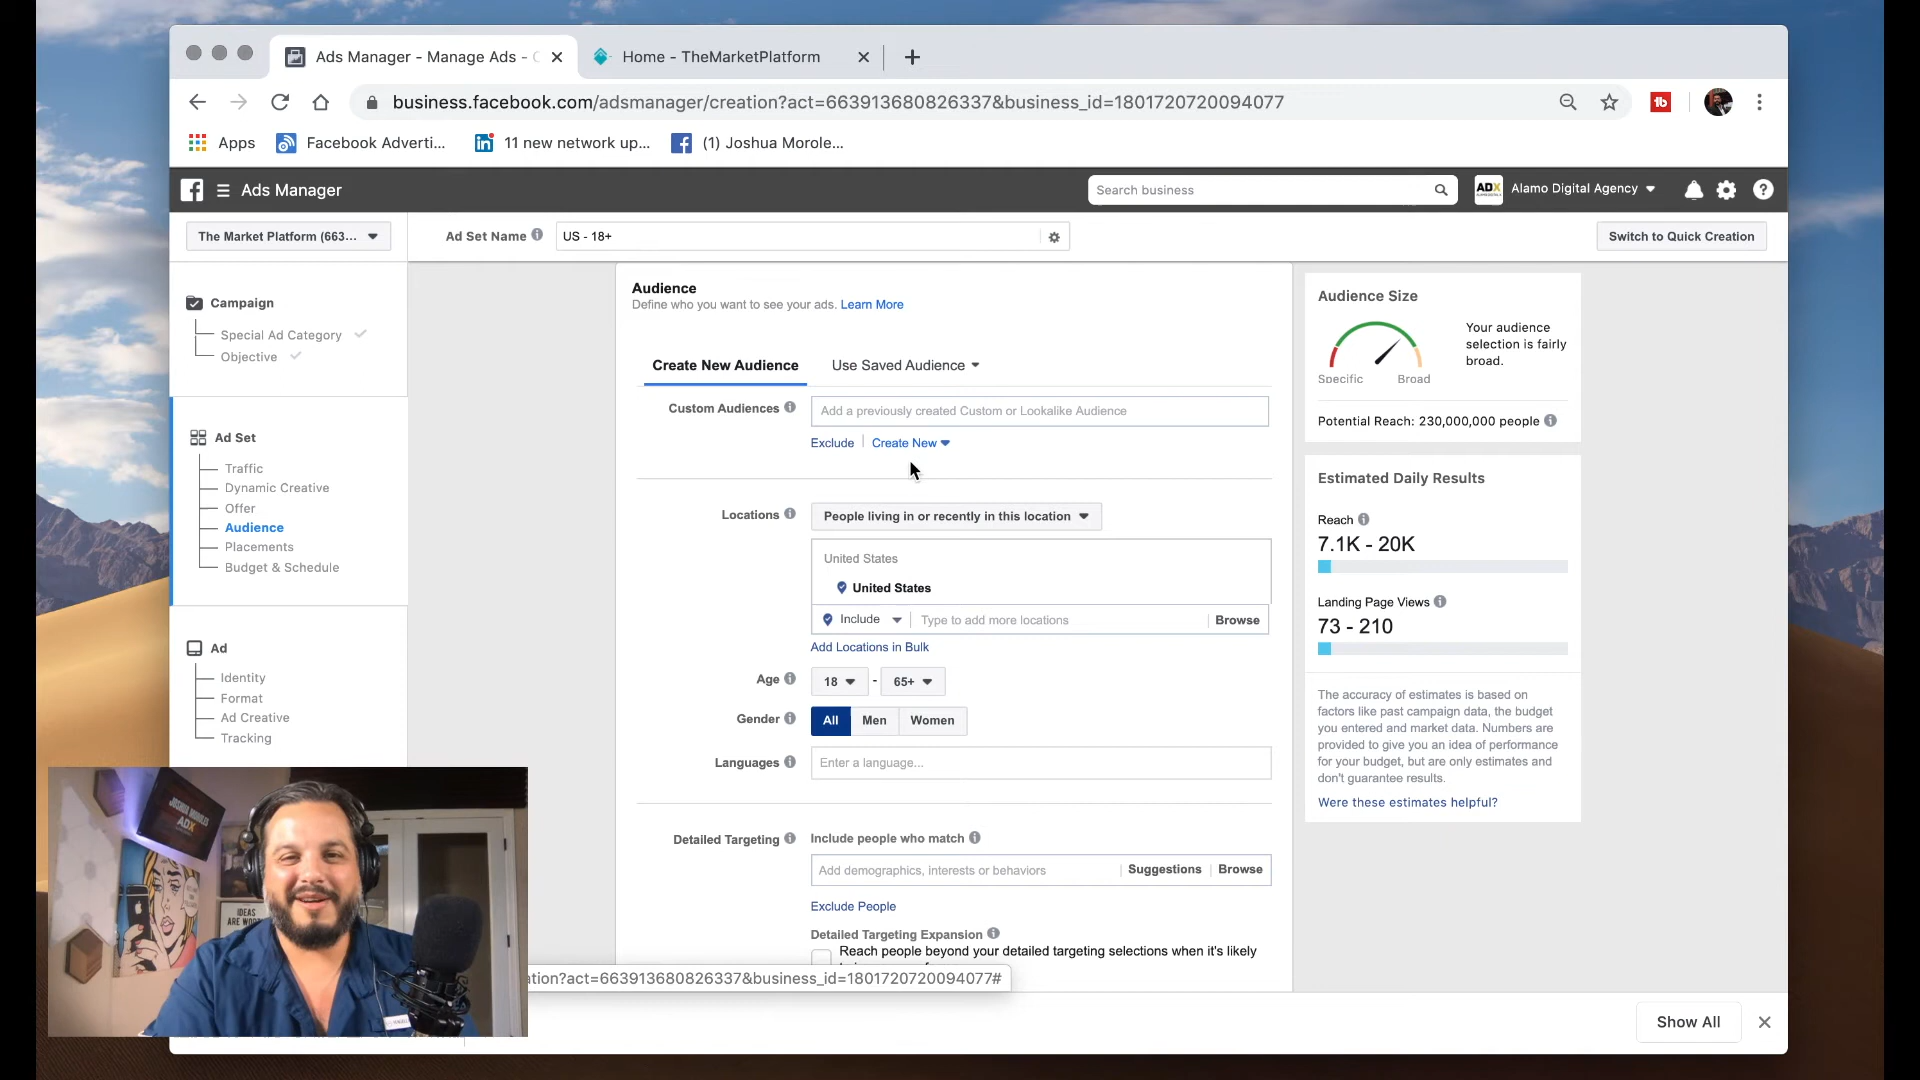 Ads Manager - Manage Ads -
Home - TheMarketPlatform
business.facebook.com/adsmanager/creation?act=663913680826337&business_id=1801720720094077
Apps
Facebook Adverti...
11 new network up...
(1) Joshua Morole...
Ads Manager
Search business
ADX
Alamo Digital Agency
The Market Platform (663...
Ad Set Name
US - 18+
Switch to Quick Creation
Campaign
Special Ad Category
Objective
Ad Set
Traffic
Dynamic Creative
Offer
Audience
Placements
Budget & Schedule
Ad
Identity
Format
Ad Creative
Tracking
Audience
Define who you want to see your ads. Learn More
Create New Audience
Use Saved Audience
Custom Audiences
Add a previously created Custom or Lookalike Audience
Exclude
Create New
Locations
People living in or recently in this location
United States
United States
Include
Type to add more locations
Browse
Add Locations in Bulk
Age
18
-
65+
Gender
All
Men
Women
Languages
Enter a language...
Detailed Targeting
Include people who match
Add demographics, interests or behaviors
Suggestions
Browse
Exclude People
Detailed Targeting Expansion
Reach people beyond your detailed targeting selections when it's likely
Audience Size
Your audience
selection is fairly
broad.
Specific
Broad
Potential Reach: 230,000,000 people
Estimated Daily Results
Reach
7.1K - 20K
Landing Page Views
73 - 210
The accuracy of estimates is based on
factors like past campaign data, the budget
you entered and market data. Numbers are
provided to give you an idea of performance
for your budget, but are only estimates and
don't guarantee results.
Were these estimates helpful?
ation?act=663913680826337&business_id=1801720720094077#
Show All
ADX
IDEAS